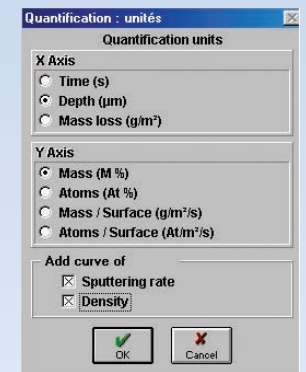 Quantification : unités
Quantification units
X Axis
Time (s)
Depth (µm)
Mass loss (g/m²)
Y Axis
Mass (M %)
Atoms (At %)
Mass / Surface (g/m²/s)
Atoms / Surface (At/m²/s)
Add curve of
Sputtering rate
Density
OK
Cancel